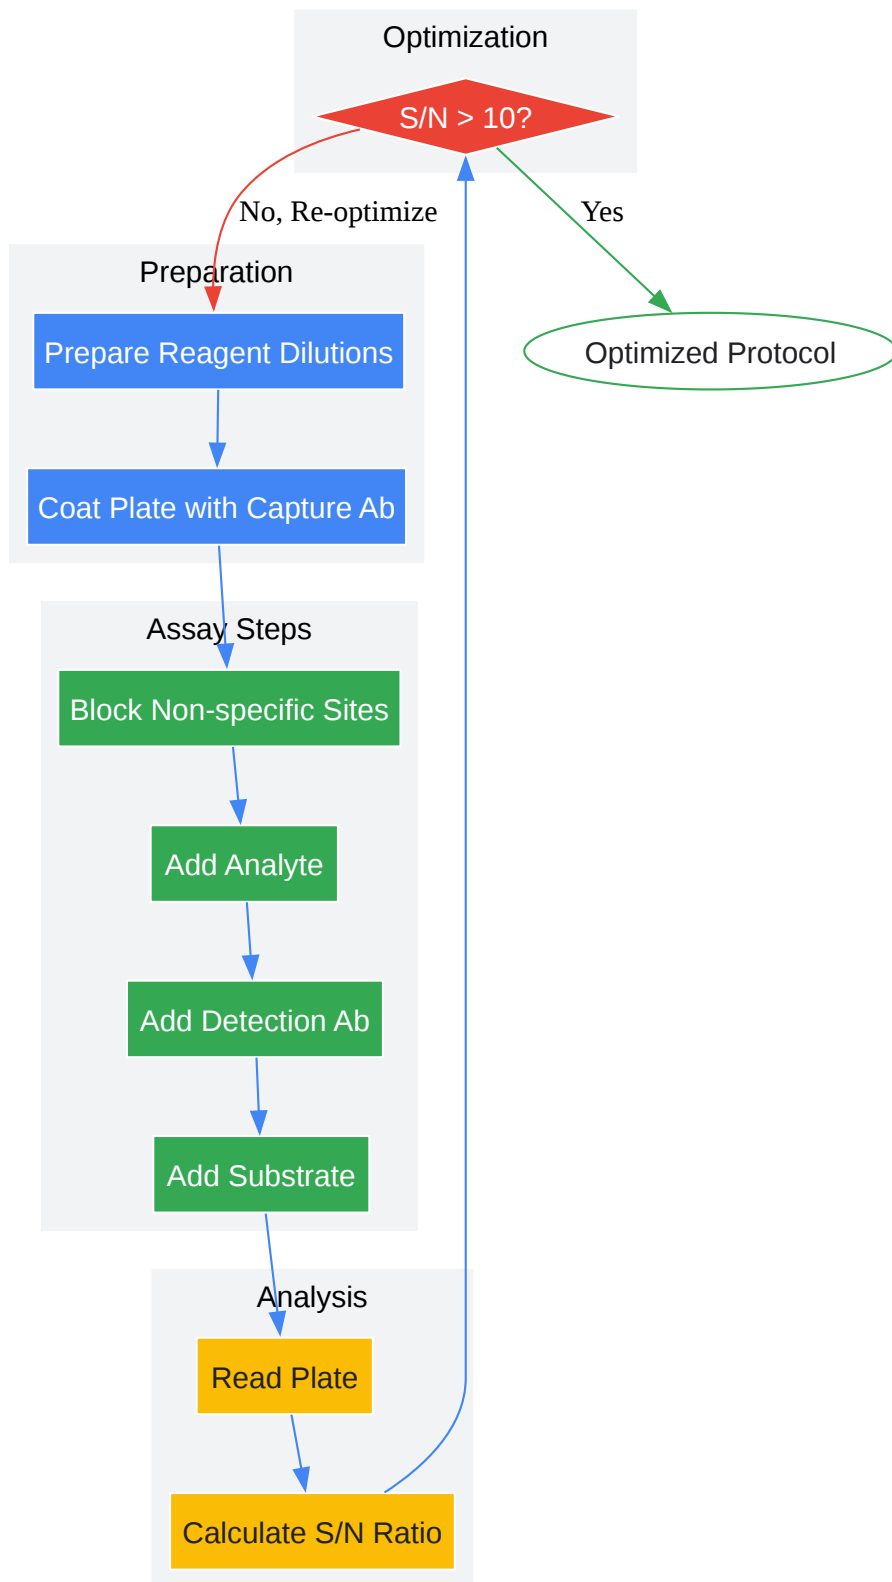 Optimization
S/N > 10?
No, Re-optimize
Yes
Preparation
Prepare Reagent Dilutions
Optimized Protocol
Coat Plate with Capture Ab
Assay Steps
Block Non-specific Sites
Add Analyte
Add Detection Ab
Add Substrate
Analysis
Read Plate
Calculate S/N Ratio